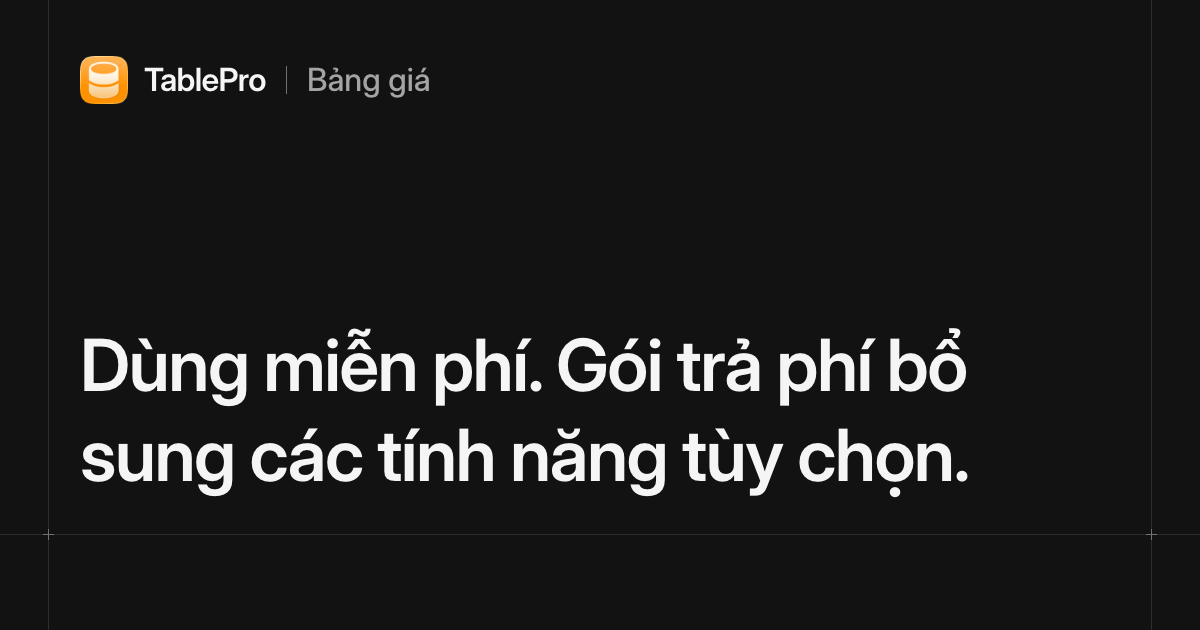 TablePro | Bảng giá
Dùng miễn phí. Gói trả phí bổ
sung các tính năng tùy chọn.